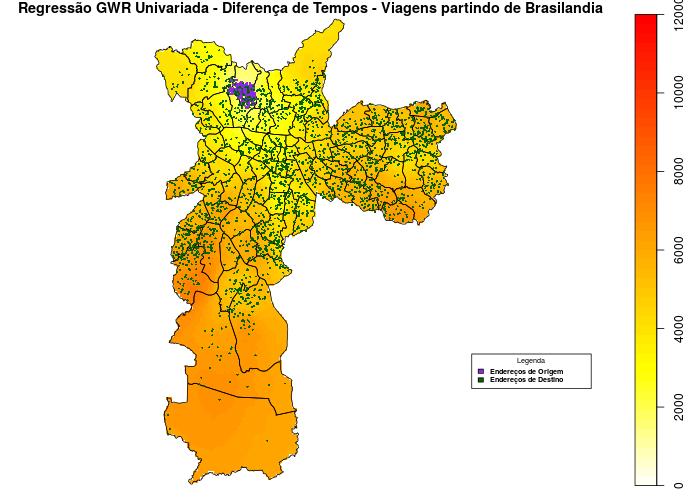 Regressão GWR Univariada - Diferença de Tempos - Viagens partindo de Brasilandia
12000
10000
8000
6000
4000
2000
0
Legenda
Endereços de Origem
Endereços de Destino